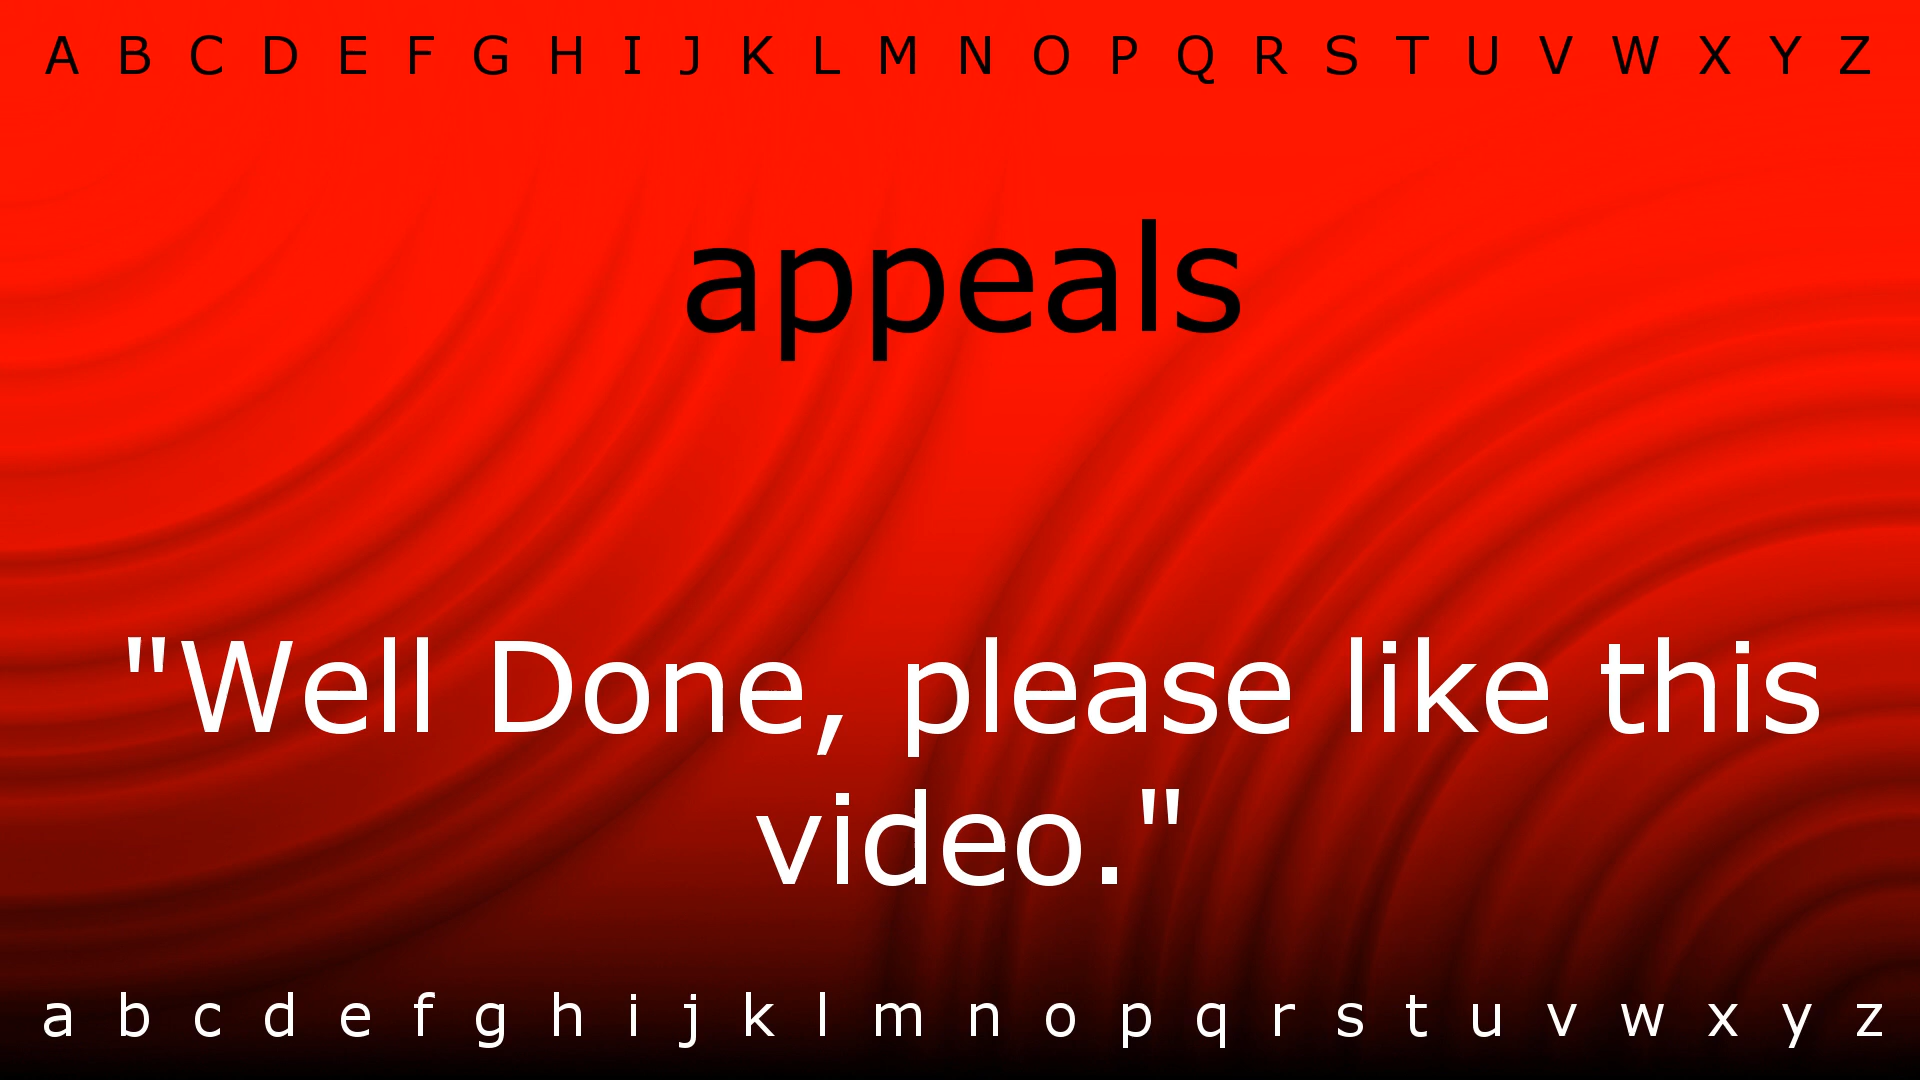 A B C D E F G H I J K L M N O P Q R S T U V W X Y Z
appeals
"Well Done, please like this
video."
a b c d e f g h i j k l m n o p q r s t u v w x y z